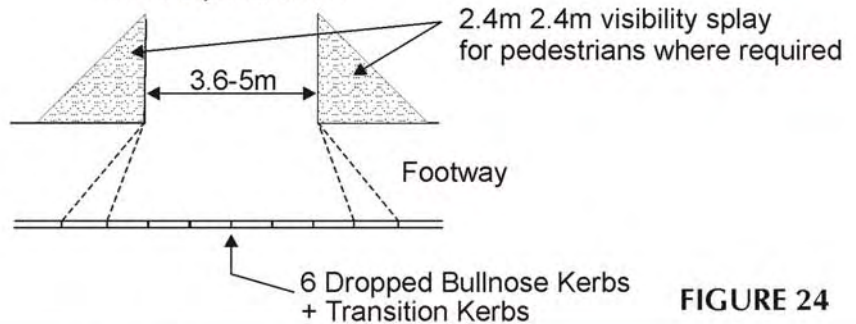 2.4m 2.4m visibility splay
for pedestrians where required
3.6-5m
Footway
6 Dropped Bullnose Kerbs
+ Transition Kerbs
FIGURE 24